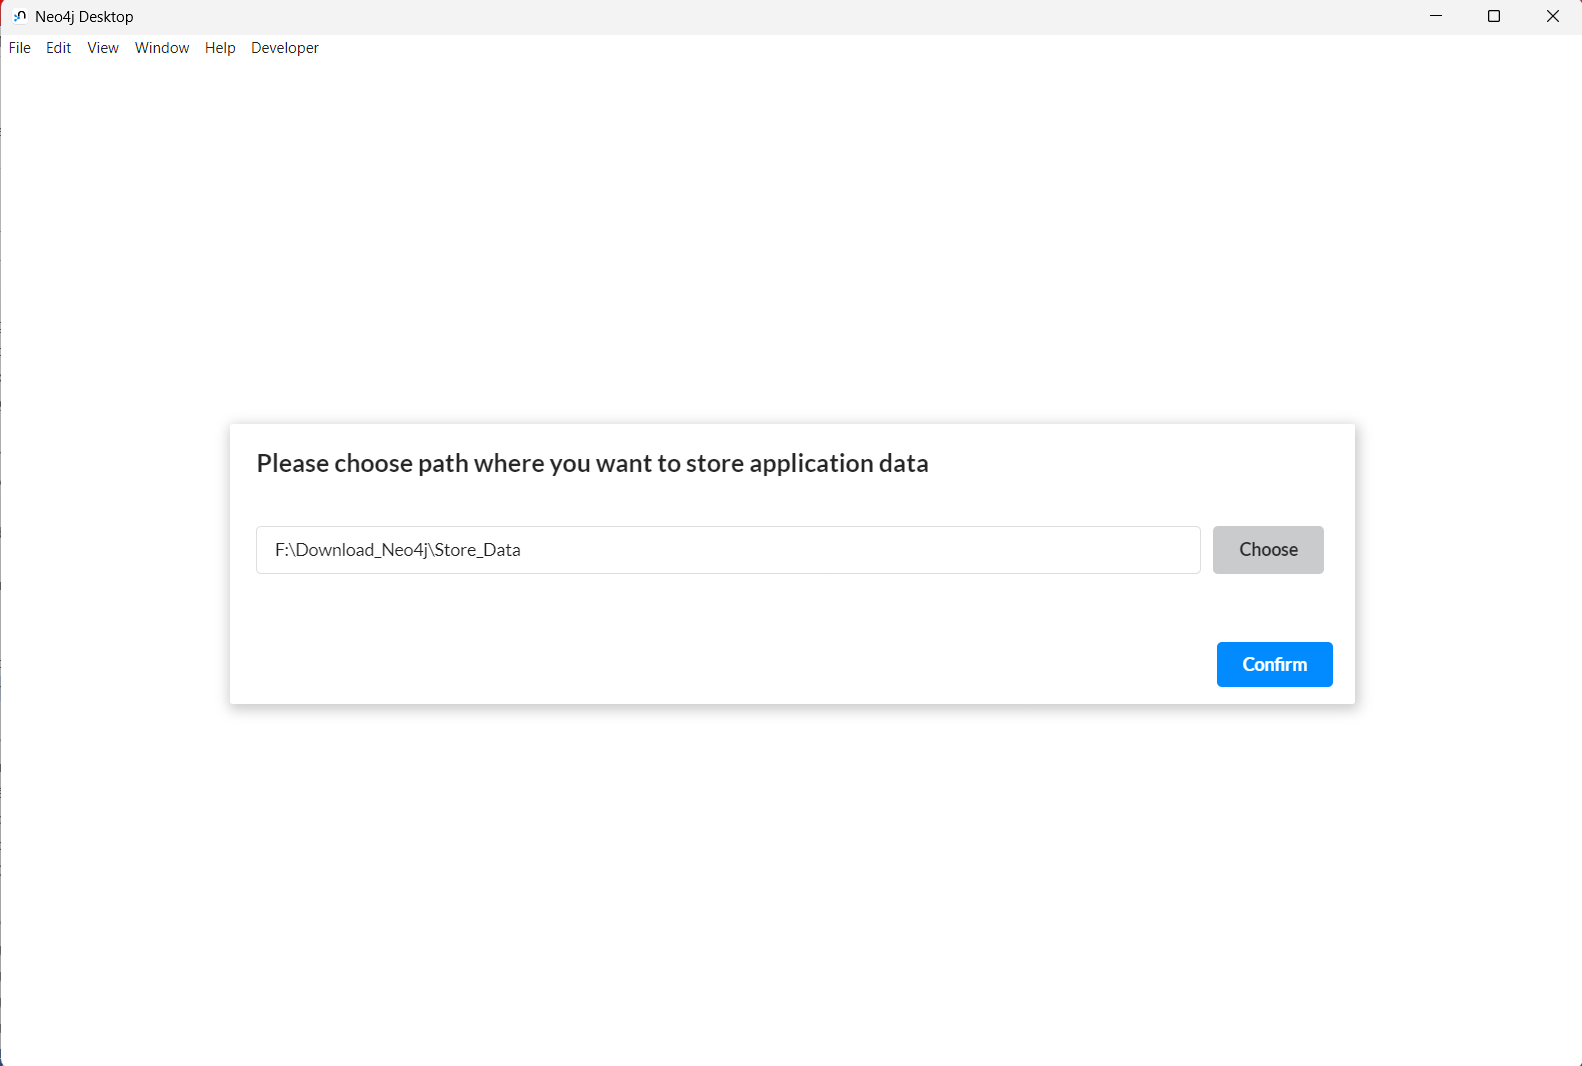 Neo4j Desktop
File Edit View Window Help Developer
Please choose path where you want to store application data
F:\Download_Neo4j\Store_Data
Choose
Confirm